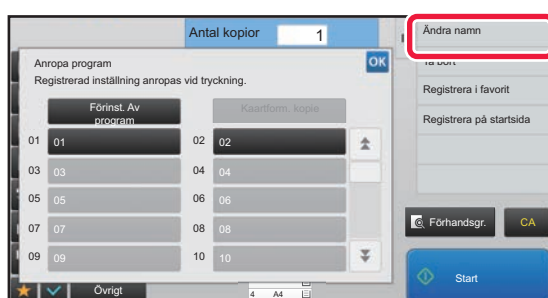 Antal kopior 1
Ändra namn
Anropa program OK
Ta bort
Registrerad inställning anropas vid tryckning.
Registrera i favorit
Förinst. Av
program
Kaartform. kopie
Registrera på startsida
01 01 02 02
03 03 04 04
05 05 06 06
07 07 08 08
Förhandsgr. CA
09 09 10 10
Start
Övrigt
4 A4